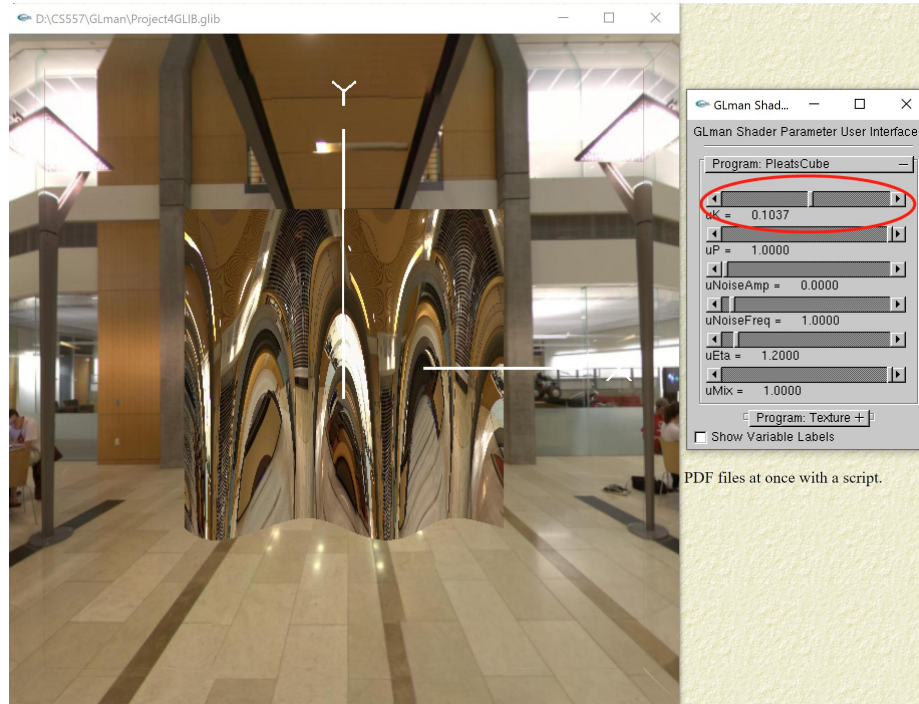 D:\CS557\GLman\Project4GLIB.glib
Y
X
GLman Shad...
GLman Shader Parameter User Interface
Program: PleatsCube
uK = 0.1037
uP = 1.0000
uNoiseAmp = 0.0000
uNoiseFreq = 1.0000
uEta = 1.2000
uMix = 1.0000
Program: Texture +
Show Variable Labels
PDF files at once with a script.